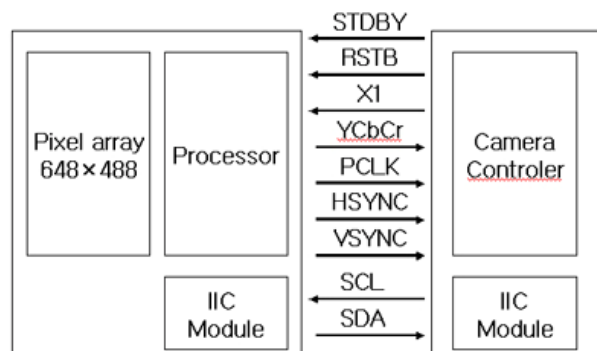 Pixel array
648×488
Processor
IIC
Module
STDBY
RSTB
X1
YCbCr
PCLK
HSYNC
VSYNC
SCL
SDA
Camera
Controler
IIC
Module